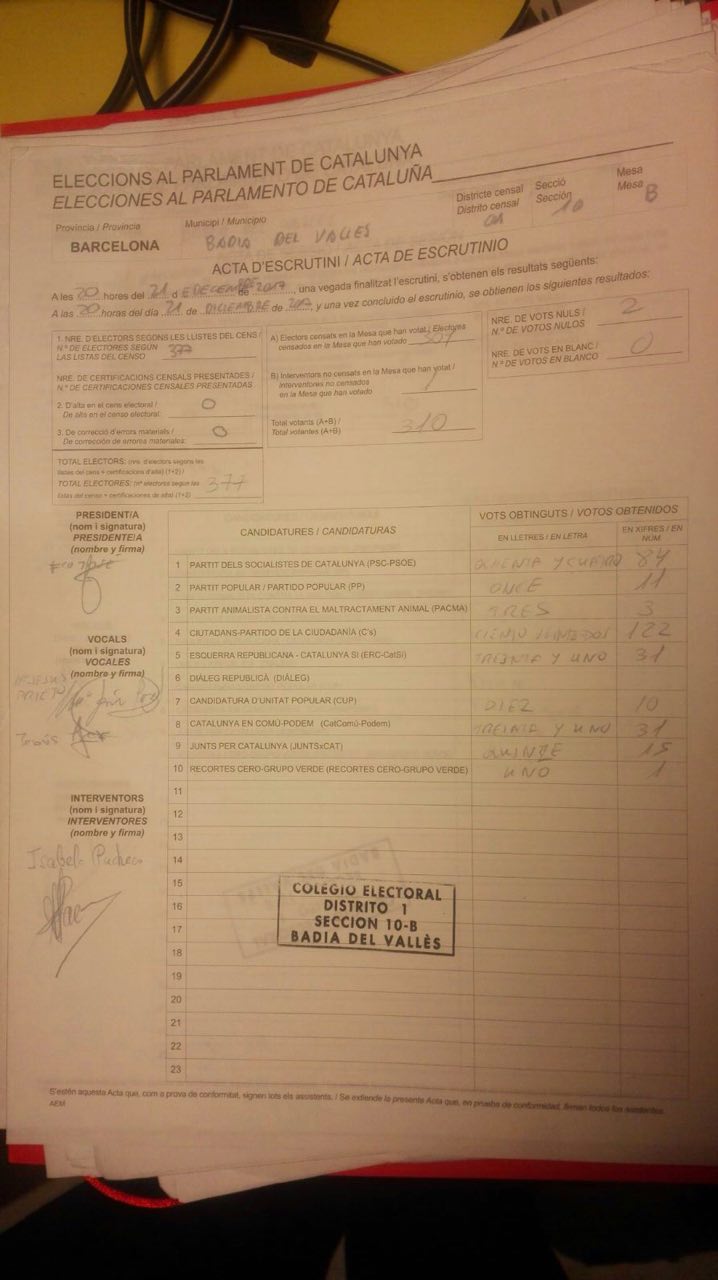 ELECCIONS AL PARLAMENT DE CATALUNYA
ELECCIONES AL PARLAMENTO DE CATALUÑA
Districte censal Secció Mesa
Distrito censal Sección Mesa
01 10 B
Província / Provincia Municipi / Municipio
BARCELONA BADIA DEL VALLES
ACTA D'ESCRUTINI / ACTA DE ESCRUTINIO
A les 20 hores del 21 d, una vegada finalitzat l'escrutini, s'obtenen els resultats següents:
A las 20 horas del día 21 de DICIEMBRE de 2017 y una vez concluido el escrutinio, se obtienen los siguientes resultados:
1. NRE. D'ELECTORS SEGONS LES LLISTES DEL CENS /
N.º DE ELECTORES SEGÚN
LAS LISTAS DEL CENSO 377
NRE. DE CERTIFICACIONS CENSALS PRESENTADES /
N.º DE CERTIFICACIONES CENSALES PRESENTADAS
2. D'alta en el cens electoral /
De alta en el censo electoral: 0
3. De correcció d'errors materials /
De corrección de errores materiales: 0
TOTAL ELECTORS: (nre. d'electors segons les
llistes del cens + certificacions d'alta) (1+2) /
TOTAL ELECTORES: (nº electores según las
listas del censo + certificaciones de alta) (1+2) 377
A) Electors censats en la Mesa que han votat / Electores
censados en la Mesa que han votado
B) Interventors no censats en la Mesa que han votat /
Interventores no censados
en la Mesa que han votado
Total votants (A+B) /
Total votantes (A+B) 310
NRE. DE VOTS NULS /
N.º DE VOTOS NULOS 2
NRE. DE VOTS EN BLANC /
N.º DE VOTOS EN BLANCO 0
PRESIDENT/A
(nom i signatura)
PRESIDENTE/A
(nombre y firma)
VOCALS
(nom i signatura)
VOCALES
(nombre y firma)
PRIETO
INTERVENTORS
(nom i signatura)
INTERVENTORES
(nombre y firma)
Isabel Pacheco
CANDIDATURES / CANDIDATURAS VOTS OBTINGUTS / VOTOS OBTENIDOS
EN LLETRES / EN LETRA EN XIFRES / EN NÚM
1 PARTIT DELS SOCIALISTES DE CATALUNYA (PSC-PSOE) OCHENTA Y CUATRO 84
2 PARTIT POPULAR / PARTIDO POPULAR (PP) ONCE 11
3 PARTIT ANIMALISTA CONTRA EL MALTRACTAMENT ANIMAL (PACMA) TRES 3
4 CIUTADANS-PARTIDO DE LA CIUDADANÍA (C's) 122
5 ESQUERRA REPUBLICANA - CATALUNYA SÍ (ERC-CatSí) TREINTA Y UNO 31
6 DIÀLEG REPUBLICÀ (DIÀLEG)
7 CANDIDATURA D'UNITAT POPULAR (CUP) DIEZ 10
8 CATALUNYA EN COMÚ-PODEM (CatComú-Podem) TREINTA Y UNO 31
9 JUNTS PER CATALUNYA (JUNTSxCAT) QUINCE 15
10 RECORTES CERO-GRUPO VERDE (RECORTES CERO-GRUPO VERDE) UNO 1
11
12
13
14
15
16
17
18
19
20
21
22
23
COLEGIO ELECTORAL
DISTRITO 1
SECCION 10-B
BADIA DEL VALLÈS
S'estén aquesta Acta que, com a prova de conformitat, signen tots els assistents. / Se extiende la presente Acta que, en prueba de conformidad, firman todos los asistentes.
AEM